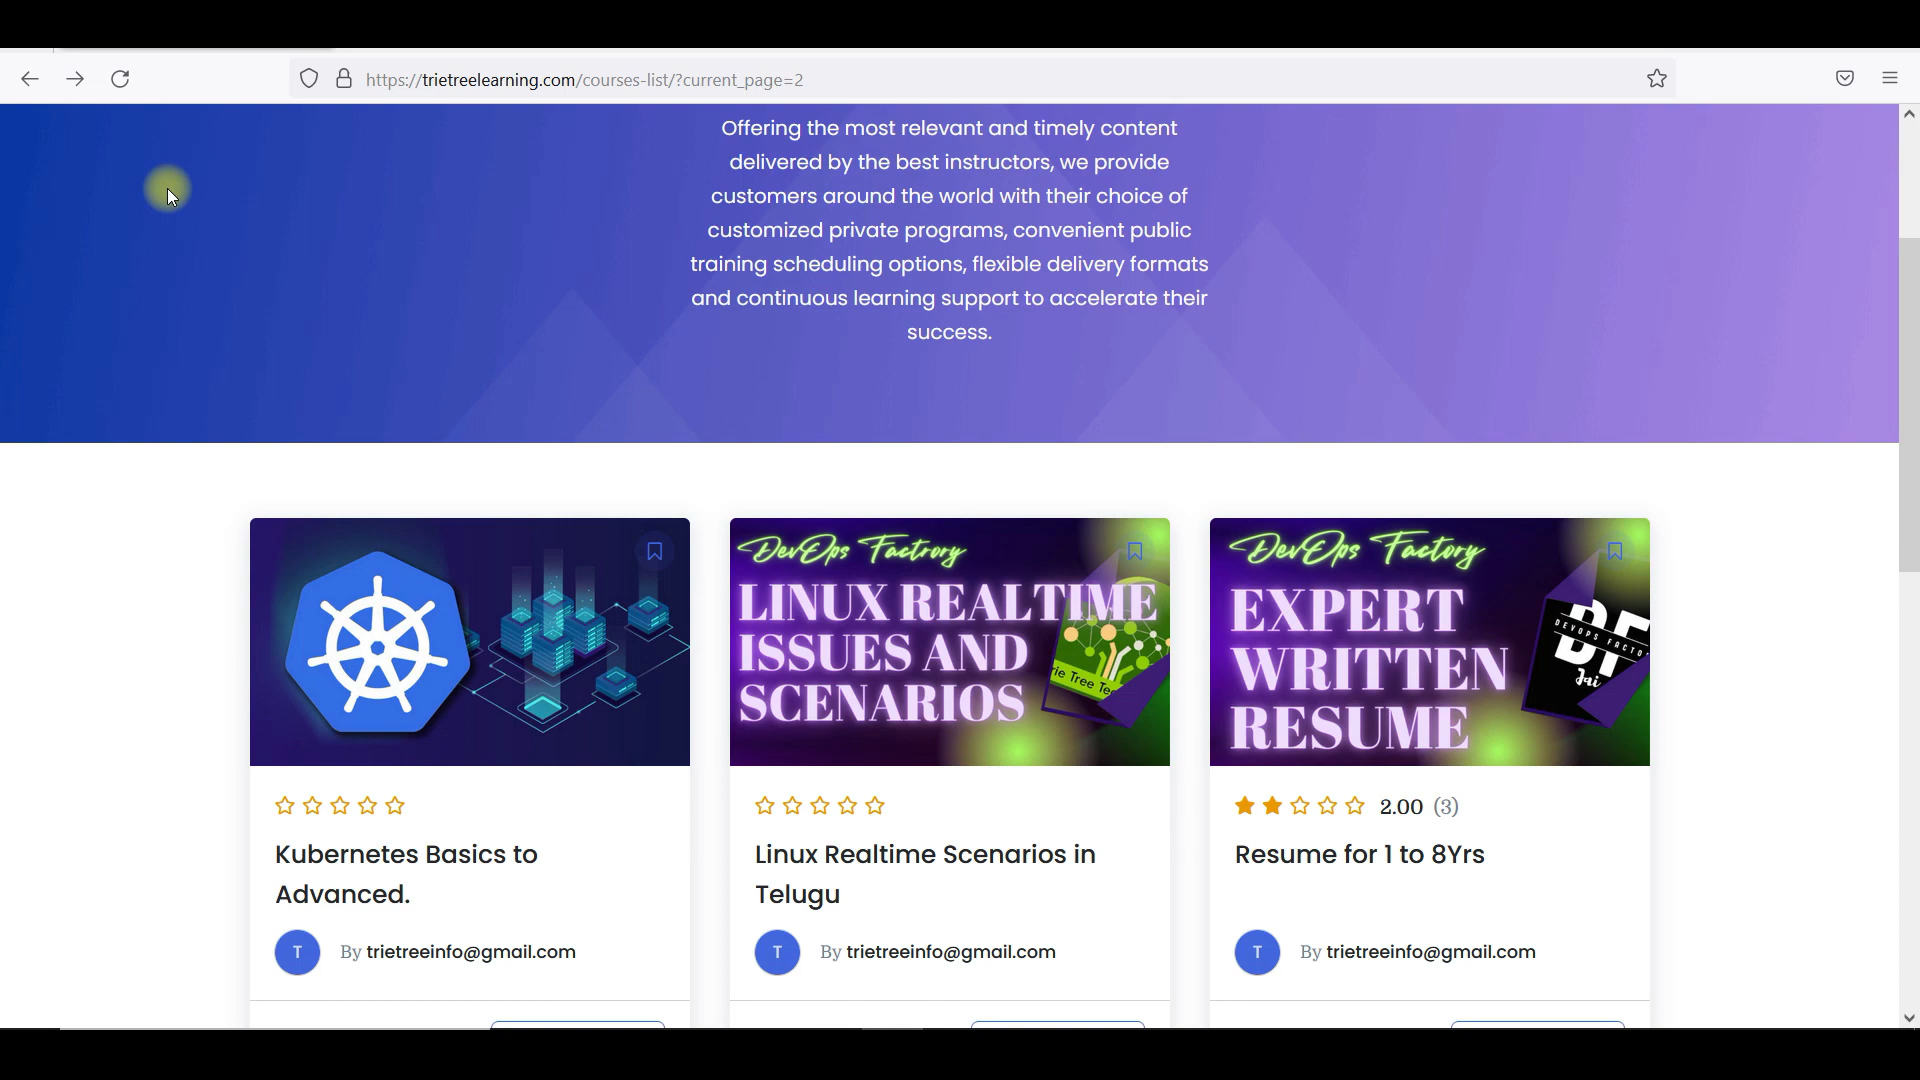 https://trietreelearning.com/courses-list/?current_page=2
Offering the most relevant and timely content
delivered by the best instructors, we provide
customers around the world with their choice of
customized private programs, convenient public
training scheduling options, flexible delivery formats
and continuous learning support to accelerate their
success.
DevOps Factrory
LINUX REALTIME
ISSUES AND
SCENARIOS
DevOps Factory
EXPERT
WRITTEN
RESUME
DEVOPS FACTO
Jai
2.00 (3)
Kubernetes Basics to
Advanced.
Linux Realtime Scenarios in
Telugu
Resume for 1 to 8Yrs
T By trietreeinfo@gmail.com
T By trietreeinfo@gmail.com
T By trietreeinfo@gmail.com